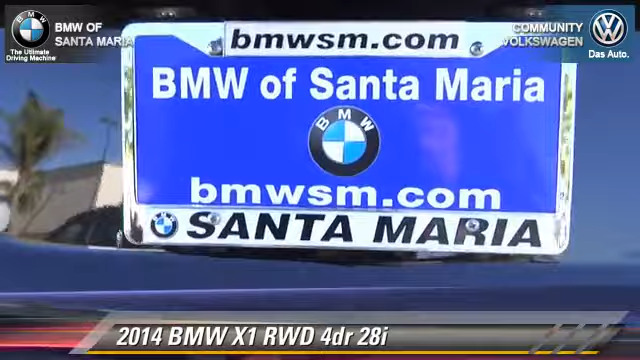 BMW
The Ultimate
Driving Machine
BMW OF
SANTA MARIA
COMMUNITY
VOLKSWAGEN
Das Auto.
bmwsm.com
BMW of Santa Maria
BMW
bmwsm.com
SANTA MARIA
2014 BMW X1 RWD 4dr 28i